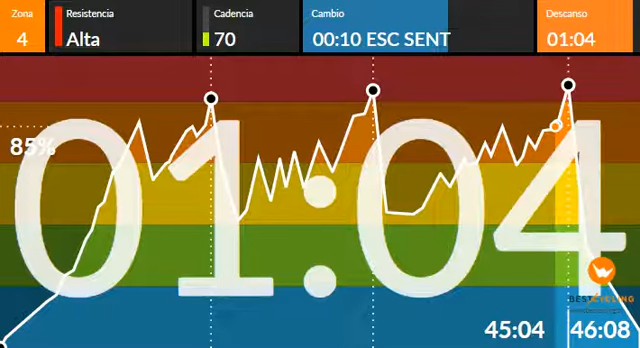 Zona
4
Resistencia
Alta
Cadencia
70
Cambio
00:10 ESC SENT
Descanso
01:04
85%
01:04
BESTCYCLING
45:04
46:08